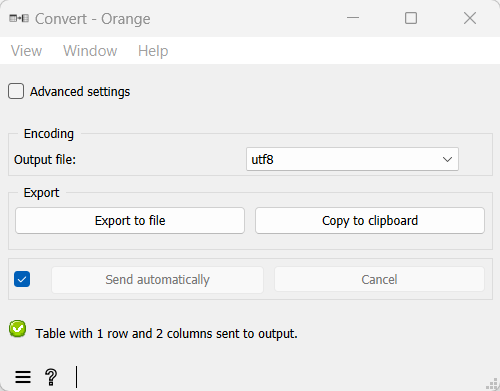 Convert - Orange
View Window Help
Advanced settings
Encoding
Output file: utf8
Export
Export to file Copy to clipboard
Send automatically Cancel
Table with 1 row and 2 columns sent to output.
?